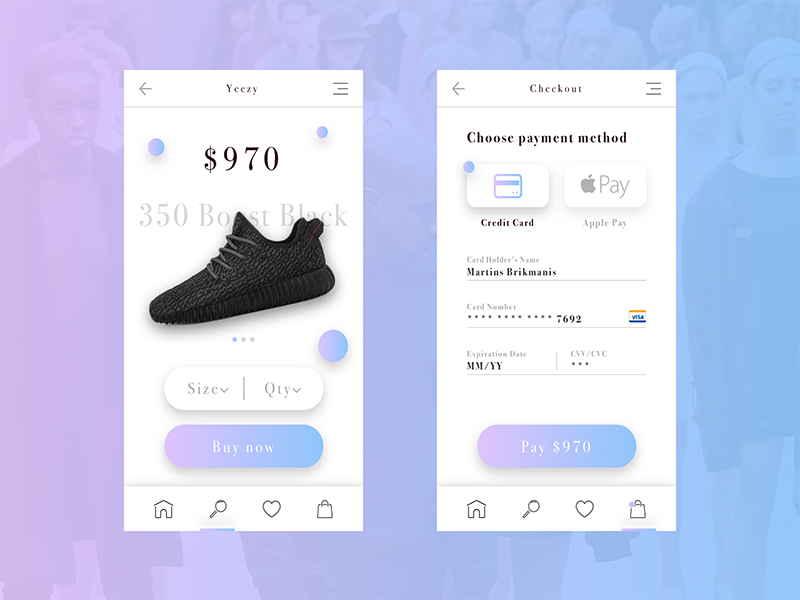 Yeezy
$970
350 Boost Black
Size
Qty
Buy now
Checkout
Choose payment method
Pay
Credit Card
Apple Pay
Card Holder's Name
Martins Brikmanis
Card Number
**** **** **** 7692
VISA
Expiration Date
CVV/CVC
MM/YY
***
Pay $970